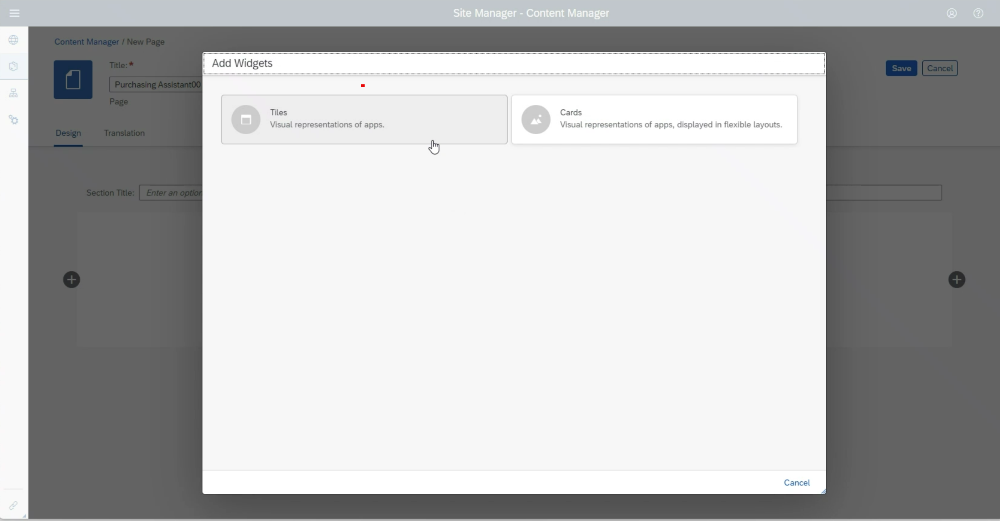 Site Manager - Content Manager
Content Manager / New Page
Add Widgets
Title: *
Save
Cancel
Purchasing Assistant00
Page
Tiles
Visual representations of apps.
Cards
Visual representations of apps, displayed in flexible layouts.
Design
Translation
Section Title:
Enter an option
Cancel